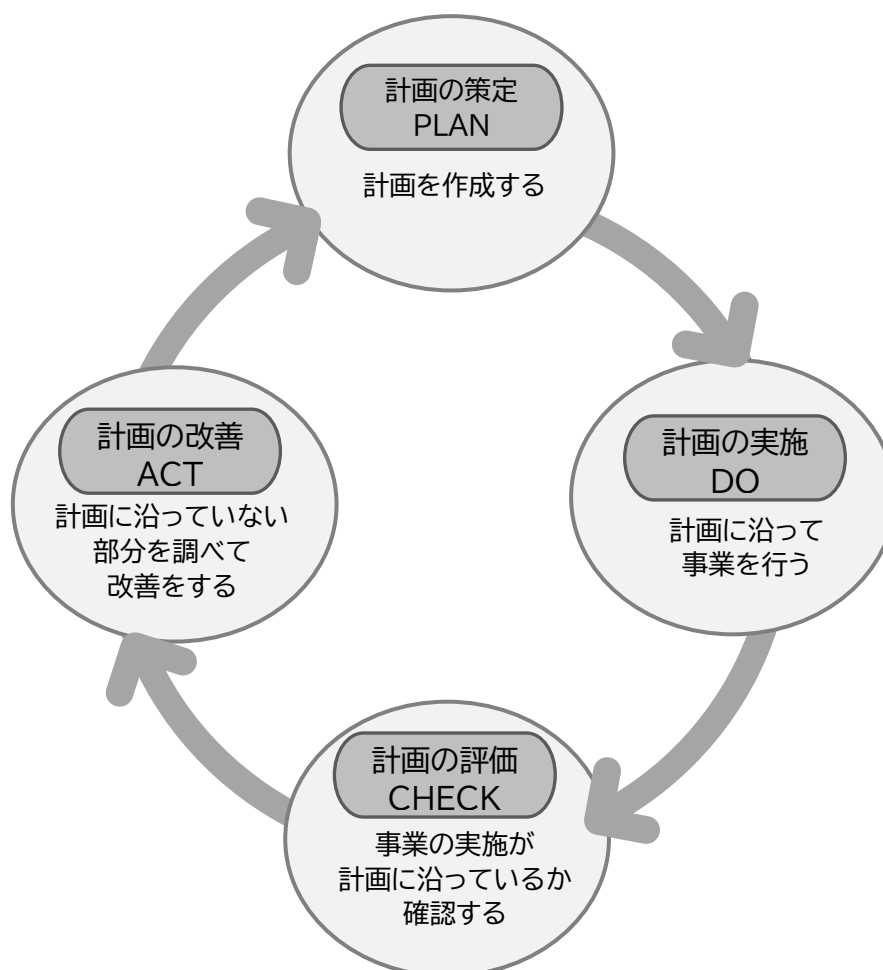 計画の策定
PLAN
計画を作成する
計画の実施
DO
計画に沿って
事業を行う
計画の評価
CHECK
事業の実施が
計画に沿っているか
確認する
計画の改善
ACT
計画に沿っていない
部分を調べて
改善をする